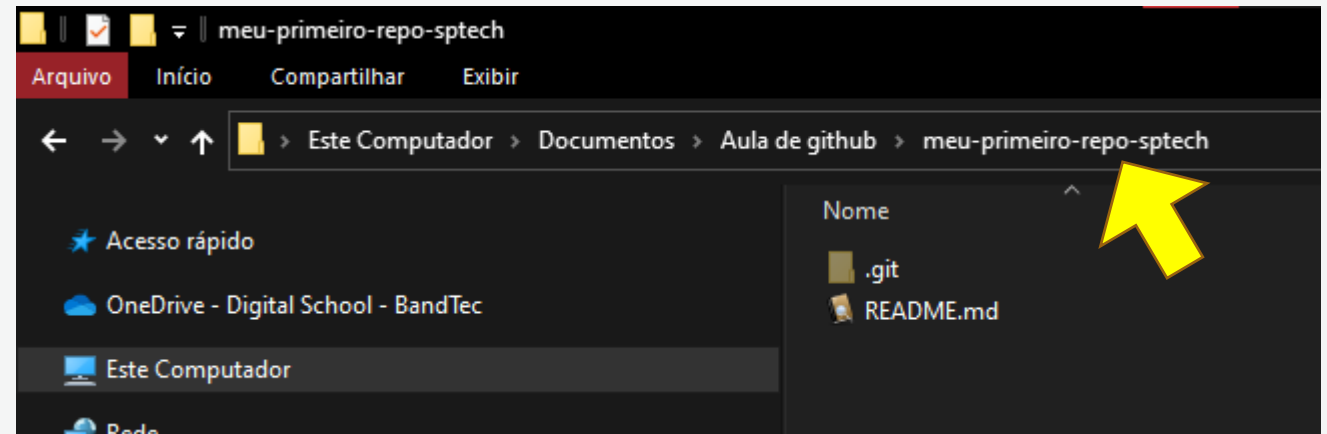 meu-primeiro-repo-sptech
Arquivo Início Compartilhar Exibir
Este Computador > Documentos > Aula de github > meu-primeiro-repo-sptech
Nome
Acesso rápido
.git
OneDrive - Digital School - BandTec
README.md
Este Computador
Rede